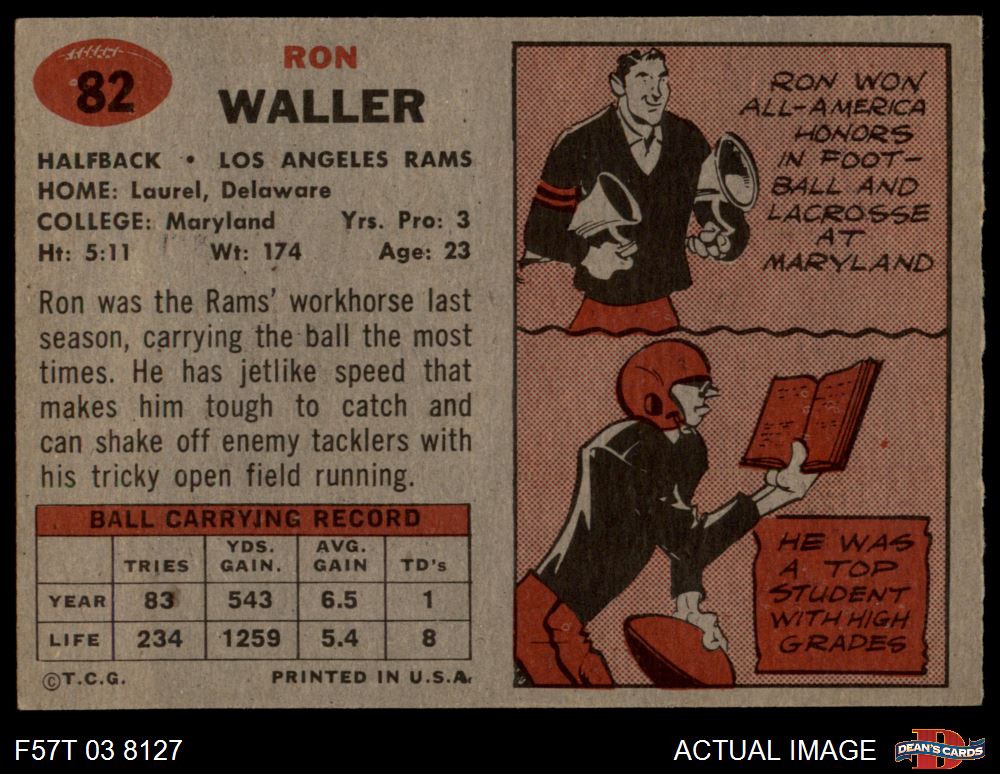 82
RON
WALLER
HALFBACK • LOS ANGELES RAMS
HOME: Laurel, Delaware
COLLEGE: Maryland Yrs. Pro: 3
Ht: 5:11 Wt: 174 Age: 23
Ron was the Rams' workhorse last
season, carrying the ball the most
times. He has jetlike speed that
makes him tough to catch and
can shake off enemy tacklers with
his tricky open field running.
BALL CARRYING RECORD
TRIES YDS. GAIN. AVG. GAIN TD's
YEAR 83 543 6.5 1
LIFE 234 1259 5.4 8
©T.C.G. PRINTED IN U.S.A.
RON WON
ALL-AMERICA
HONORS
IN FOOT-
BALL AND
LACROSSE
AT
MARYLAND
HE WAS
A TOP
STUDENT
WITH HIGH
GRADES
F57T 03 8127
ACTUAL IMAGE
DEAN'S CARDS